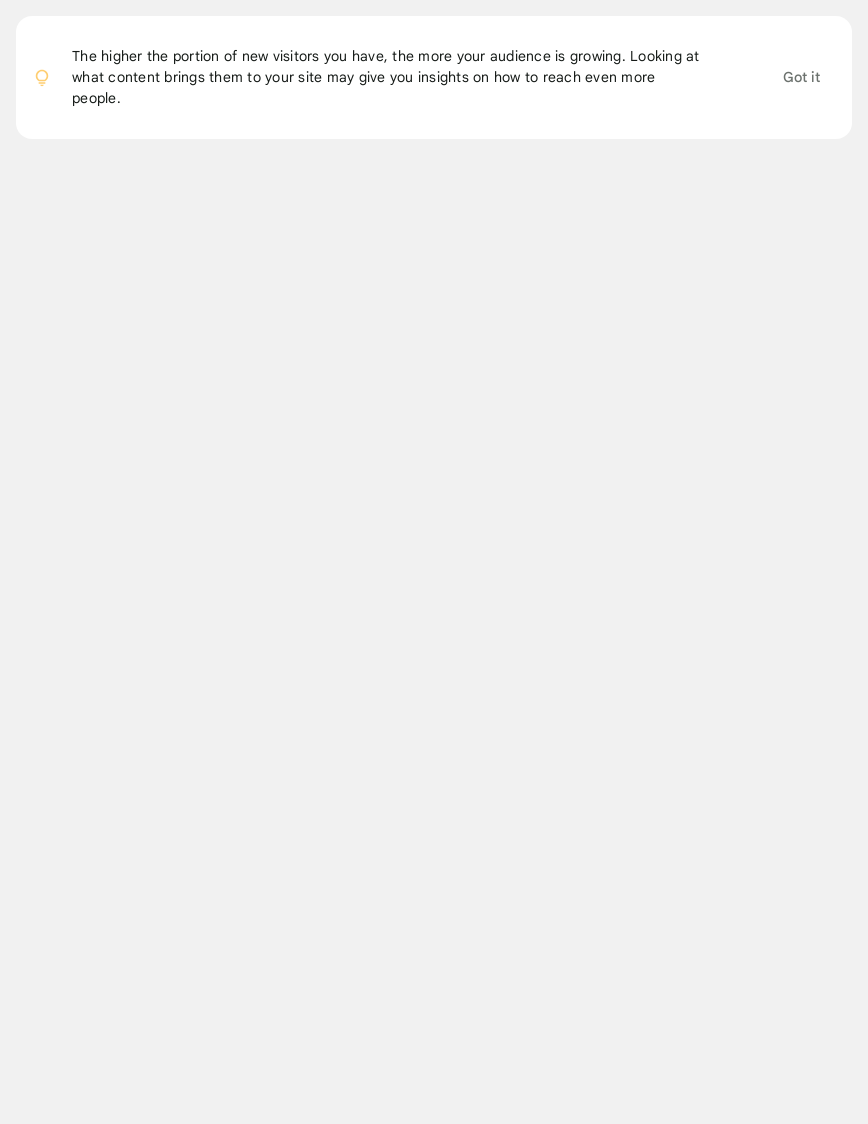 The higher the portion of new visitors you have, the more your audience is growing. Looking at
what content brings them to your site may give you insights on how to reach even more
people.
Got it